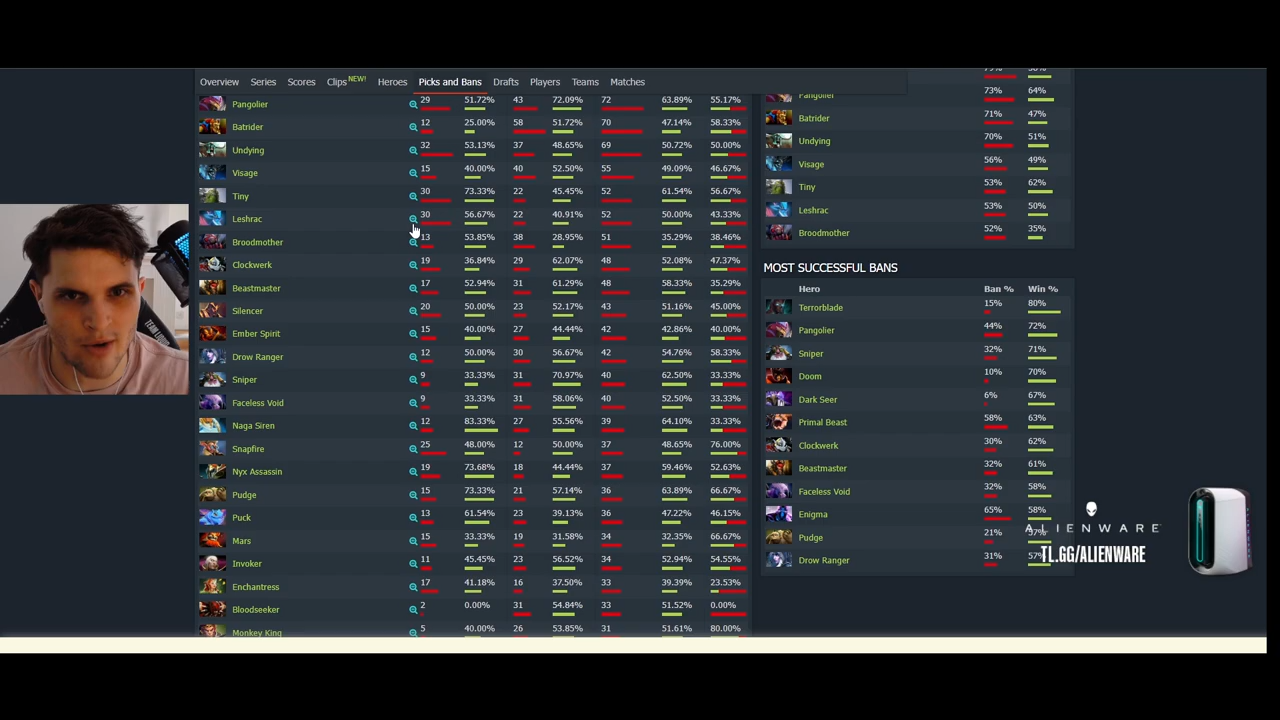 Overview Series Scores Clips NEW! Heroes Picks and Bans Drafts Players Teams Matches
Pangolier 29 51.72% 43 72.09% 72 63.89% 55.17%
Batrider 12 25.00% 58 51.72% 70 47.14% 58.33%
Undying 32 53.13% 37 48.65% 69 50.72% 50.00%
Visage 15 40.00% 40 52.50% 55 49.09% 46.67%
Tiny 30 73.33% 22 45.45% 52 61.54% 56.67%
Leshrac 30 56.67% 22 40.91% 52 50.00% 43.33%
Broodmother 13 53.85% 38 28.95% 51 35.29% 38.46%
Clockwerk 19 36.84% 29 62.07% 48 52.08% 47.37%
Beastmaster 17 52.94% 31 61.29% 48 58.33% 35.29%
Silencer 20 50.00% 23 52.17% 43 51.16% 45.00%
Ember Spirit 15 40.00% 27 44.44% 42 42.86% 40.00%
Drow Ranger 12 50.00% 30 56.67% 42 54.76% 58.33%
Sniper 9 33.33% 31 70.97% 40 62.50% 33.33%
Faceless Void 9 33.33% 31 58.06% 40 52.50% 33.33%
Naga Siren 12 83.33% 27 55.56% 39 64.10% 33.33%
Snapfire 25 48.00% 12 50.00% 37 48.65% 76.00%
Nyx Assassin 19 73.68% 18 44.44% 37 59.46% 52.63%
Pudge 15 73.33% 21 57.14% 36 63.89% 66.67%
Puck 13 61.54% 23 39.13% 36 47.22% 46.15%
Mars 15 33.33% 19 31.58% 34 32.35% 66.67%
Invoker 11 45.45% 23 56.52% 34 52.94% 54.55%
Enchantress 17 41.18% 16 37.50% 33 39.39% 23.53%
Bloodseeker 2 0.00% 31 54.84% 33 51.52% 0.00%
Monkey King 5 40.00% 26 53.85% 31 51.61% 80.00%
Pangolier 73% 64%
Batrider 71% 47%
Undying 70% 51%
Visage 56% 49%
Tiny 53% 62%
Leshrac 53% 50%
Broodmother 52% 35%
MOST SUCCESSFUL BANS
Hero Ban % Win %
Terrorblade 15% 80%
Pangolier 44% 72%
Sniper 32% 71%
Doom 10% 70%
Dark Seer 6% 67%
Primal Beast 58% 63%
Clockwerk 30% 62%
Beastmaster 32% 61%
Faceless Void 32% 58%
Enigma 65% 58%
Pudge 21% 57%
Drow Ranger 31% 57%
ALIENWARE
TL.GG/ALIENWARE